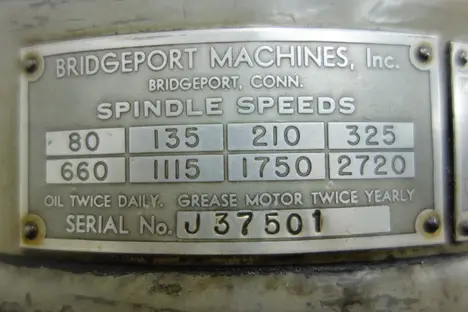 BRIDGEPORT MACHINES, Inc.
BRIDGEPORT, CONN.
SPINDLE SPEEDS
80 135 210 325
660 1115 1750 2720
OIL TWICE DAILY. GREASE MOTOR TWICE YEARLY
SERIAL No. J 37501